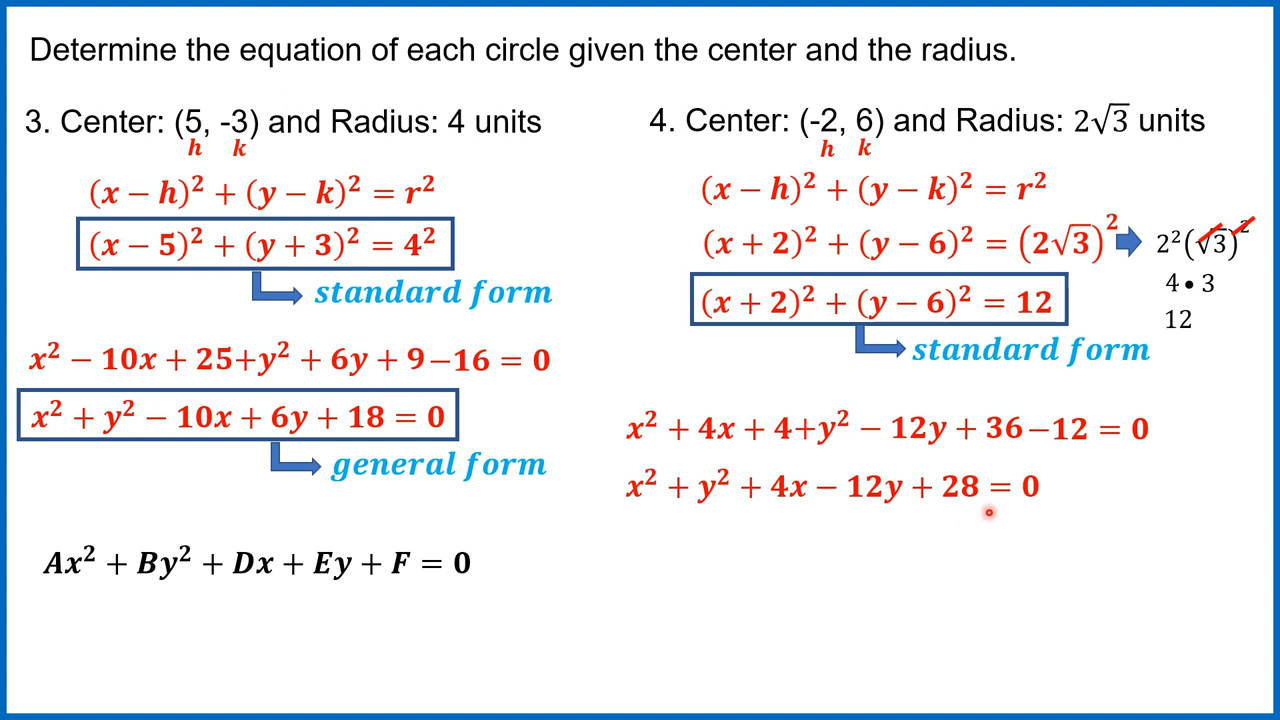 Determine the equation of each circle given the center and the radius.
3. Center: (5, -3) and Radius: 4 units
h k
(x − h)² + (y − k)² = r²
(x − 5)² + (y + 3)² = 4²
standard form
x² − 10x + 25+y² + 6y + 9−16 = 0
x² + y² − 10x + 6y + 18 = 0
general form
Ax² + By² + Dx + Ey + F = 0
4. Center: (-2, 6) and Radius: 2√3 units
h k
(x − h)² + (y − k)² = r²
(x + 2)² + (y − 6)² = (2√3)²
2²(√3)²
4 • 3
12
(x + 2)² + (y − 6)² = 12
standard form
x² + 4x + 4+y² − 12y + 36−12 = 0
x² + y² + 4x − 12y + 28 = 0